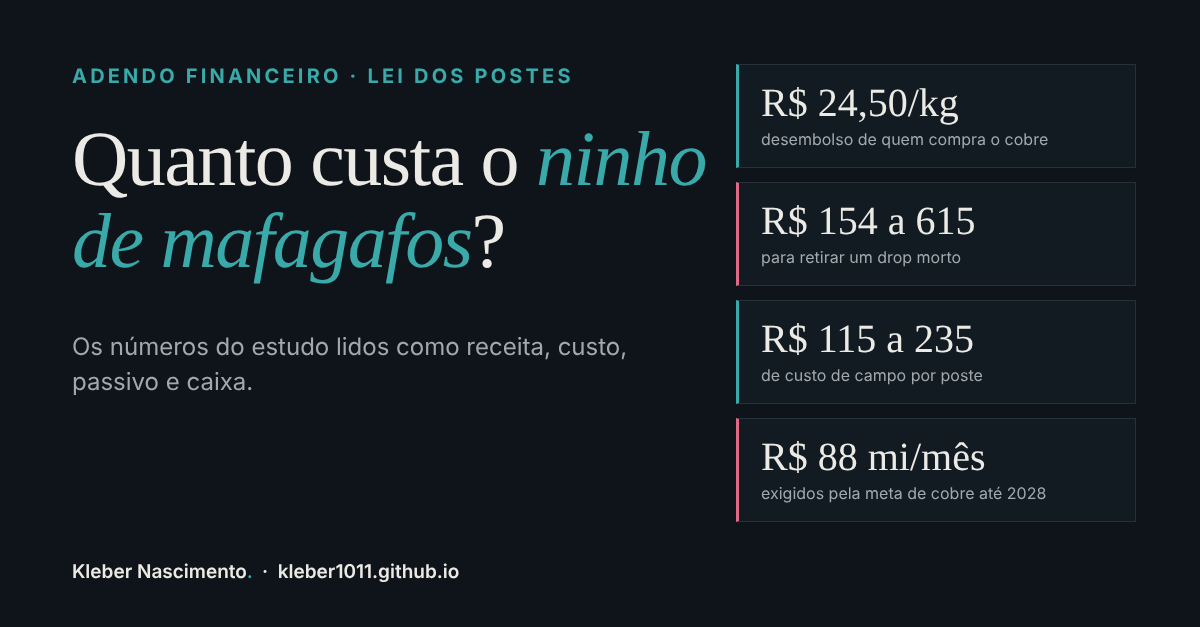 ADENDO FINANCEIRO · LEI DOS POSTES
Quanto custa o ninho
de mafagafos?
Os números do estudo lidos como receita, custo,
passivo e caixa.
R$ 24,50/kg
desembolso de quem compra o cobre
R$ 154 a 615
para retirar um drop morto
R$ 115 a 235
de custo de campo por poste
R$ 88 mi/mês
exigidos pela meta de cobre até 2028
Kleber Nascimento. · kleber1011.github.io